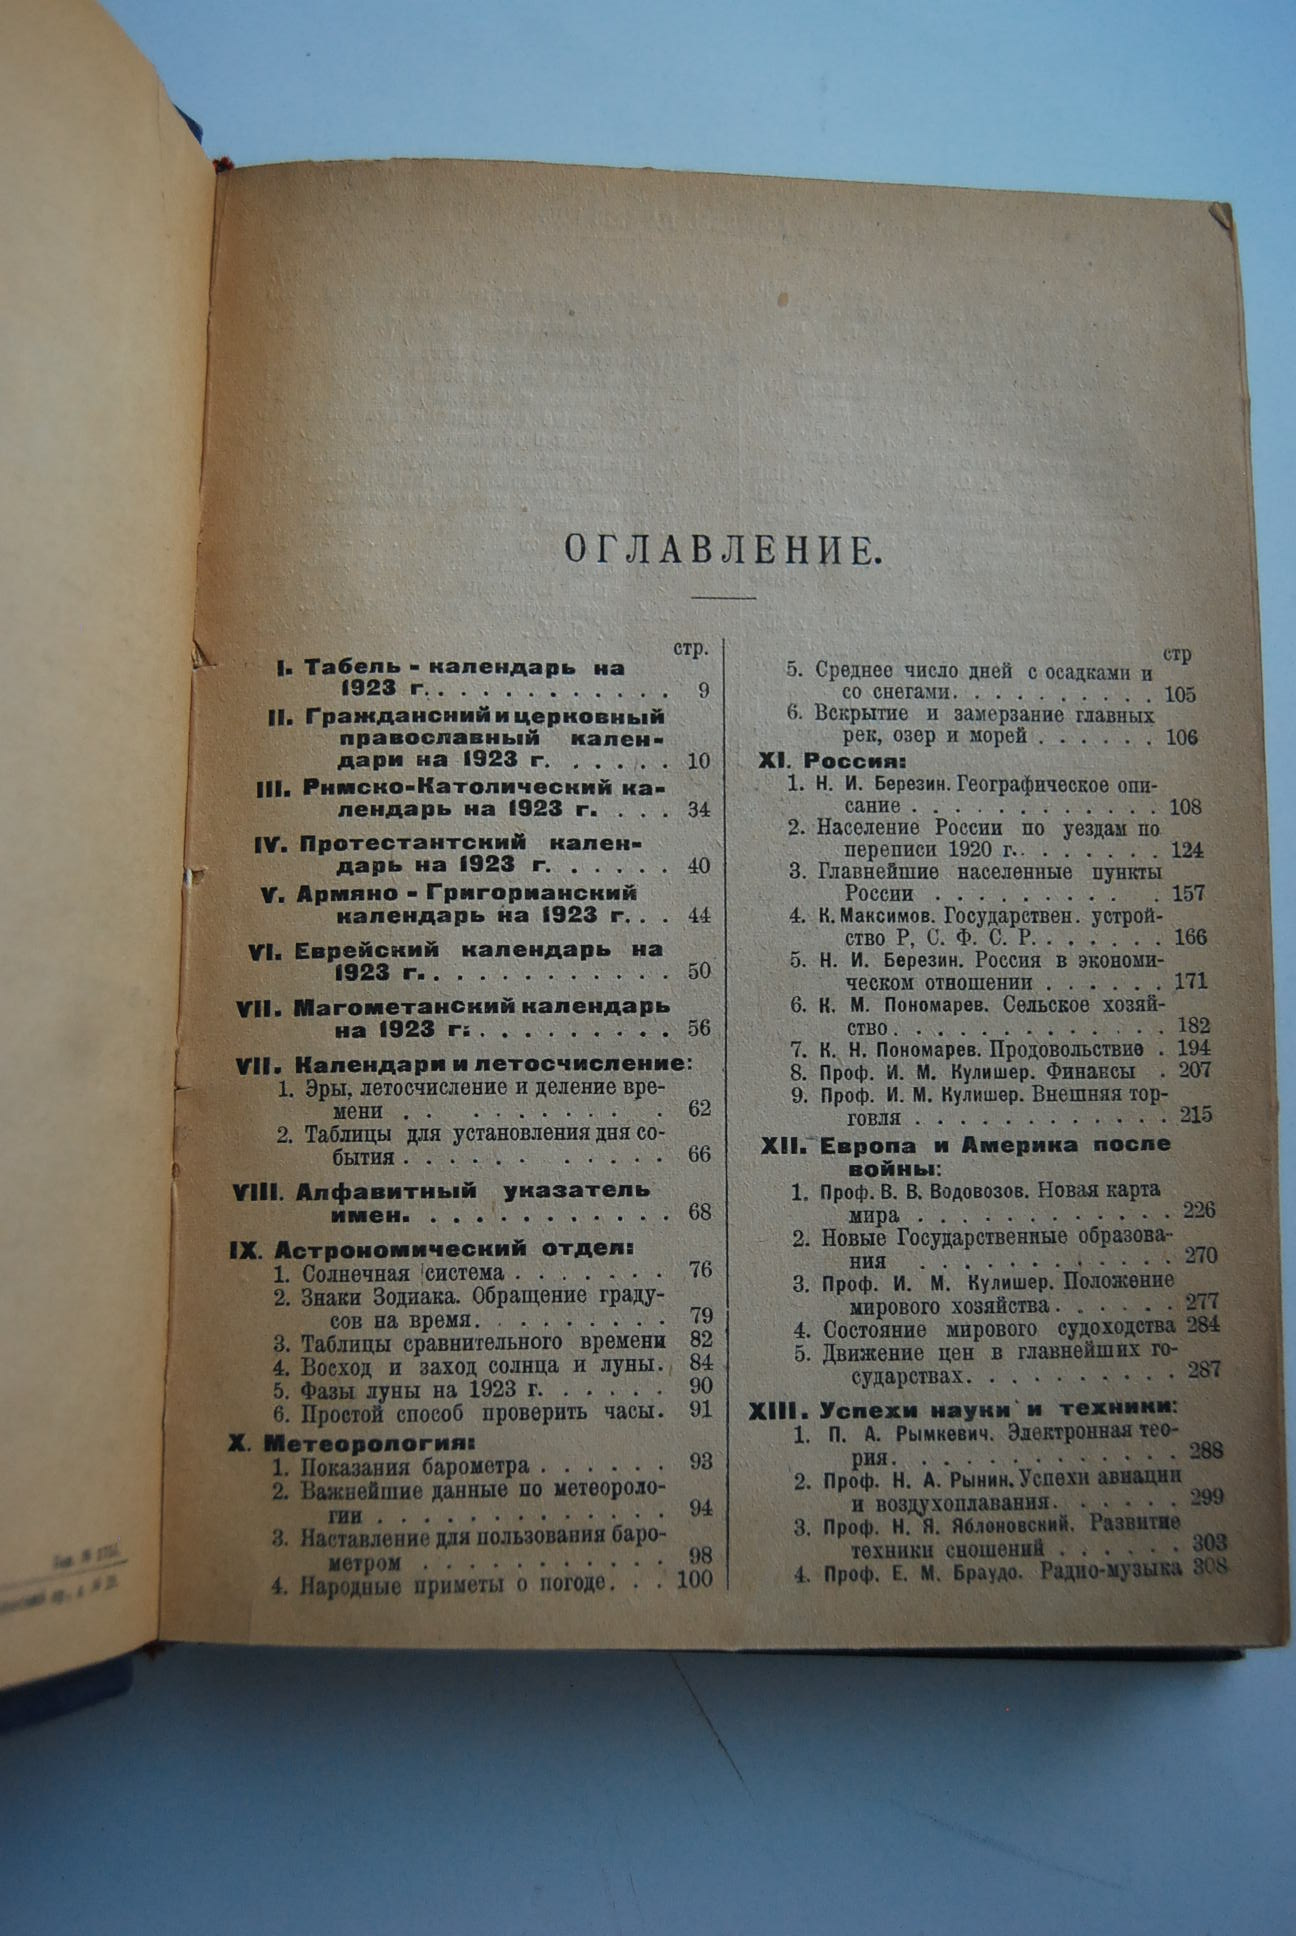 ОГЛАВЛЕНИЕ.
стр.
I. Табель - календарь на
1923 г. . . . . . . . . . . . 9
II. Гражданский и церковный
православный кален-
дари на 1923 г. . . . . . 10
III. Римско-Католический ка-
лендарь на 1923 г. . . . 34
IV. Протестантский кален-
дарь на 1923 г. . . . . . 40
V. Армяно - Григорианский
календарь на 1923 г. . . 44
VI. Еврейский календарь на
1923 г. . . . . . . . . . . . 50
VII. Магометанский календарь
на 1923 г. . . . . . . . . . 56
VII. Календари и летосчисление:
1. Эры, летосчисление и деление вре-
мени . . . . . . . . . . 62
2. Таблицы для установления дня со-
бытия . . . . . . . . . . 66
VIII. Алфавитный указатель
имен. . . . . . . . . . . . 68
IX. Астрономический отдел:
1. Солнечная система . . . . . . . 76
2. Знаки Зодиака. Обращение граду-
сов на время. . . . . . . . . 79
3. Таблицы сравнительного времени 82
4. Восход и заход солнца и луны. 84
5. Фазы луны на 1923 г. . . . . . 90
6. Простой способ проверить часы. 91
X. Метеорология:
1. Показания барометра . . . . . . 93
2. Важнейшие данные по метеороло-
гии . . . . . . . . . . . . . 94
3. Наставление для пользования баро-
метром . . . . . . . . . . . 98
4. Народные приметы о погоде. . . 100
стр
5. Среднее число дней с осадками и
со снегами. . . . . . . . . . 105
6. Вскрытие и замерзание главных
рек, озер и морей . . . . . . 106
XI. Россия:
1. Н. И. Березин. Географическое опи-
сание . . . . . . . . . . . . 108
2. Население России по уездам по
переписи 1920 г. . . . . . . . 124
3. Главнейшие населенные пункты
России . . . . . . . . . . 157
4. К. Максимов. Государствен. устрой-
ство Р, С. Ф. С. Р. . . . . . . 166
5. Н. И. Березин. Россия в экономи-
ческом отношении . . . . . . 171
6. К. М. Пономарев. Сельское хозяй-
ство . . . . . . . . . . . . . 182
7. К. Н. Пономарев. Продовольствие . 194
8. Проф. И. М. Кулишер. Финансы . 207
9. Проф. И. М. Кулишер. Внешняя тор-
говля . . . . . . . . . . . . 215
XII. Европа и Америка после
войны:
1. Проф. В. В. Водовозов. Новая карта
мира . . . . . . . . . . . . 226
2. Новые Государственные образова-
ния . . . . . . . . . . . . 270
3. Проф. И. М. Кулишер. Положение
мирового хозяйства. . . . . . 277
4. Состояние мирового судоходства 284
5. Движение цен в главнейших го-
сударствах. . . . . . . . . . 287
XIII. Успехи науки и техники:
1. П. А. Рымкевич. Электронная тео-
рия. . . . . . . . . . . . . 288
2. Проф. Н. А. Рынин. Успехи авиации
и воздухоплавания. . . . . . 299
3. Проф. Н. Я. Яблоновский. Развитие
техники сношений . . . . . . 303
4. Проф. Е. М. Браудо. Радио-музыка 308